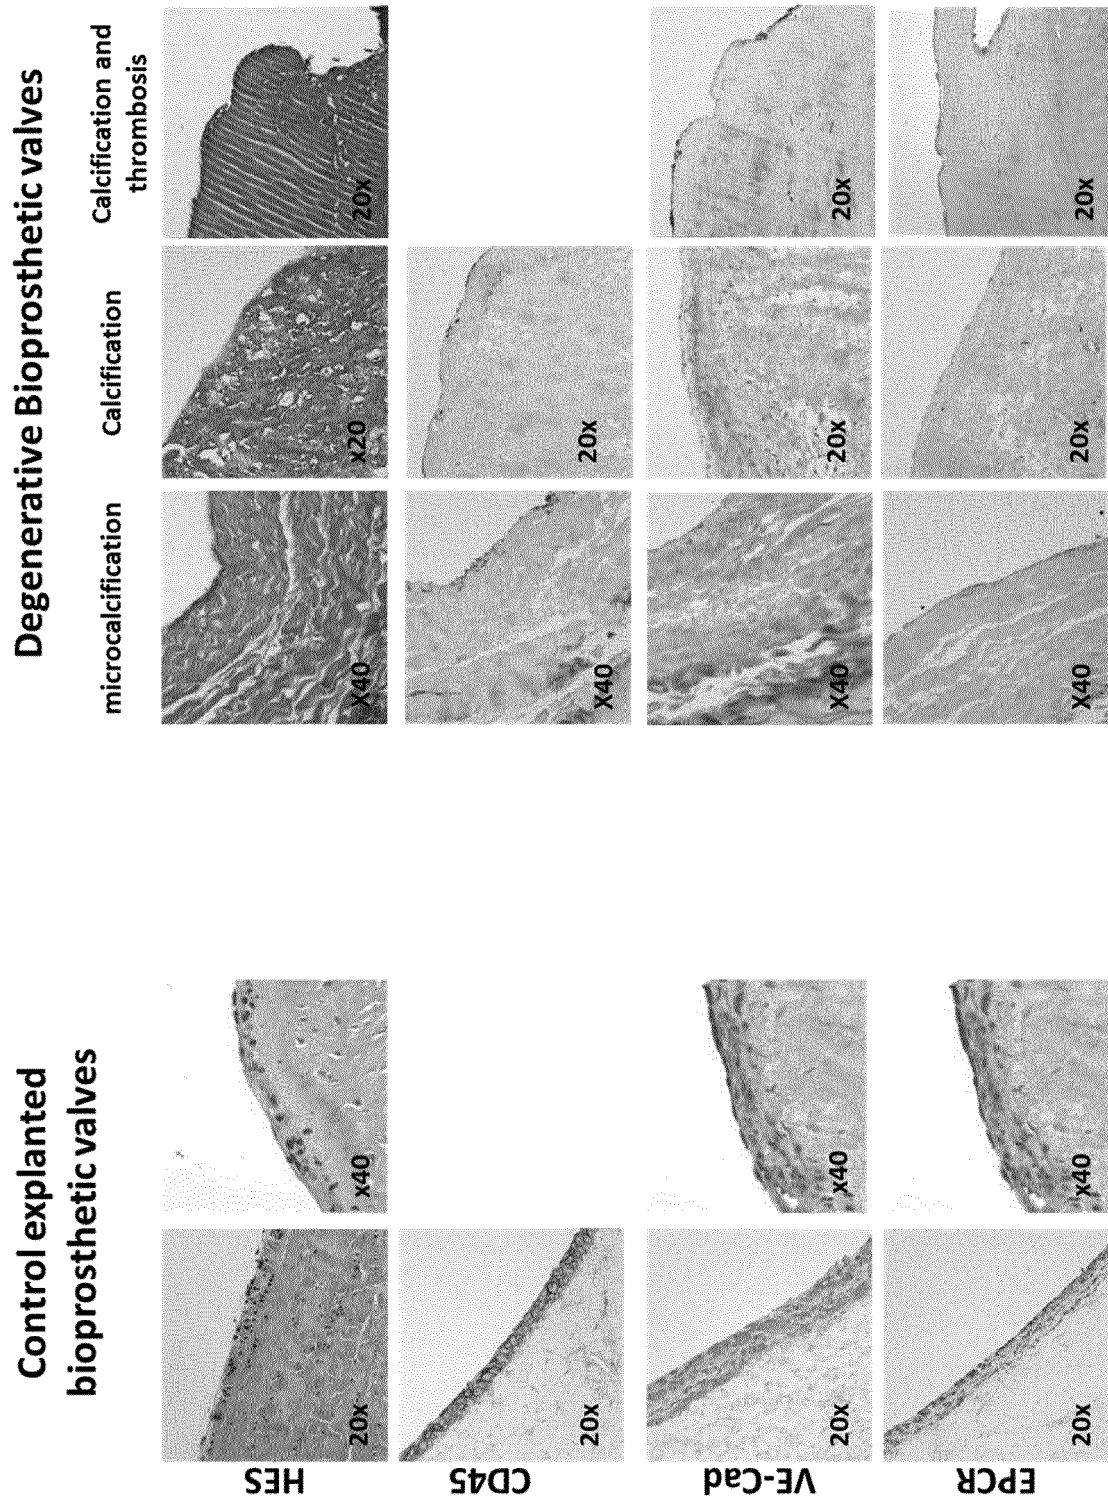 Control explanted
bioprosthetic valves
Degenerative Bioprosthetic valves
microcalcification
Calcification
Calcification and
thrombosis
HES
20x
x40
X40
x20
20x
CD45
20x
X40
20x
VE-Cad
20x
x40
X40
20x
20x
EPCR
20x
x40
X40
20x
20x